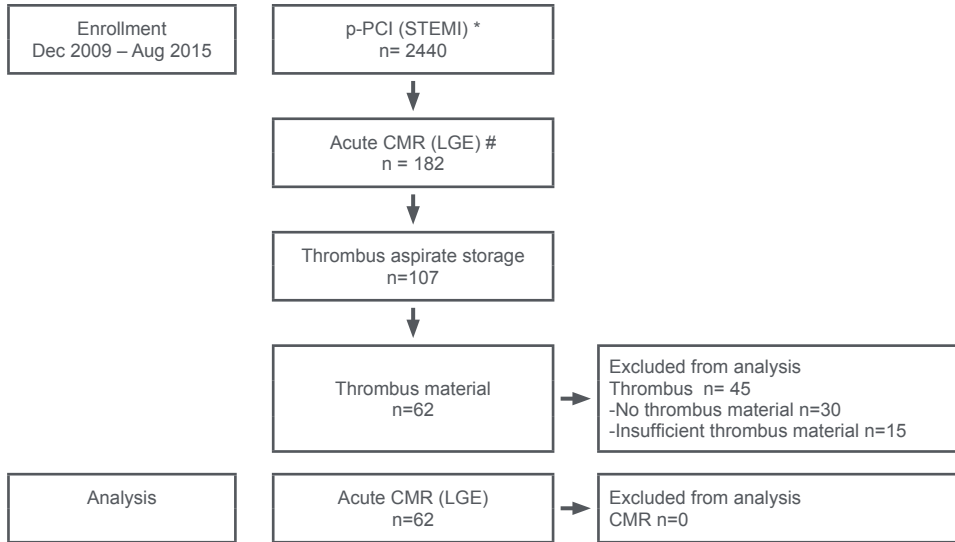 Enrollment
Dec 2009 – Aug 2015
p-PCI (STEMI) *
n= 2440
Acute CMR (LGE) #
n = 182
Thrombus aspirate storage
n=107
Thrombus material
n=62
Excluded from analysis
Thrombus  n= 45
-No thrombus material n=30
-Insufficient thrombus material n=15
Analysis
Acute CMR (LGE)
n=62
Excluded from analysis
CMR n=0